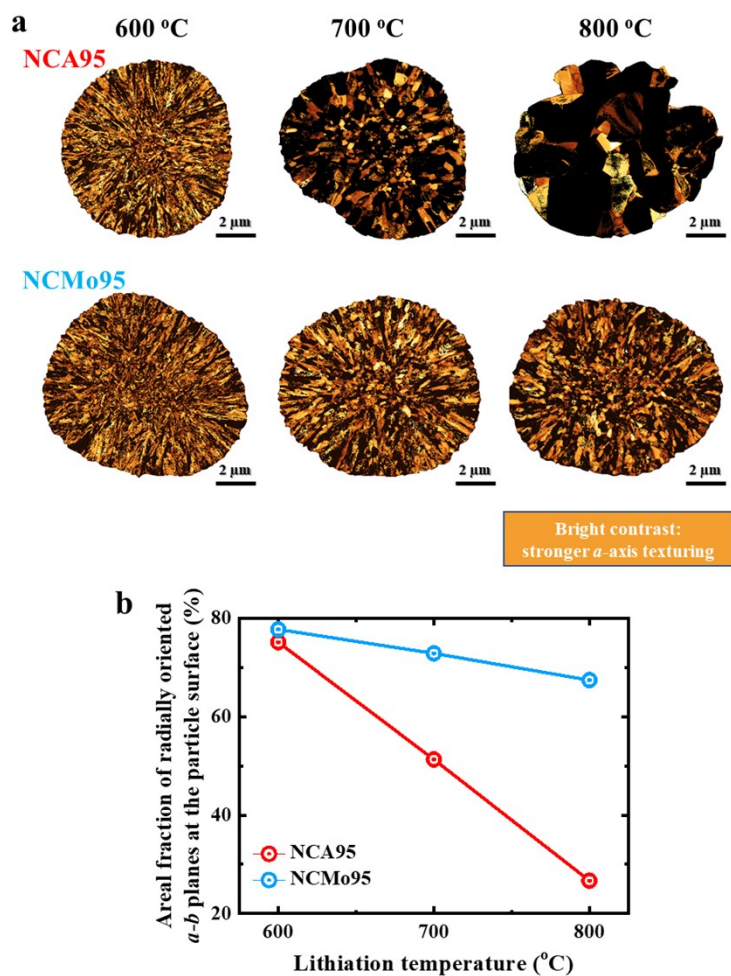 a
600 °C 700 °C 800 °C
NCA95
2 μm 2 μm 2 μm
NCMo95
2 μm 2 μm 2 μm
Bright contrast:
stronger a-axis texturing
b
Areal fraction of radially oriented
a-b planes at the particle surface (%)
80
60
40
20
NCA95
NCMo95
600 700 800
Lithiation temperature (°C)